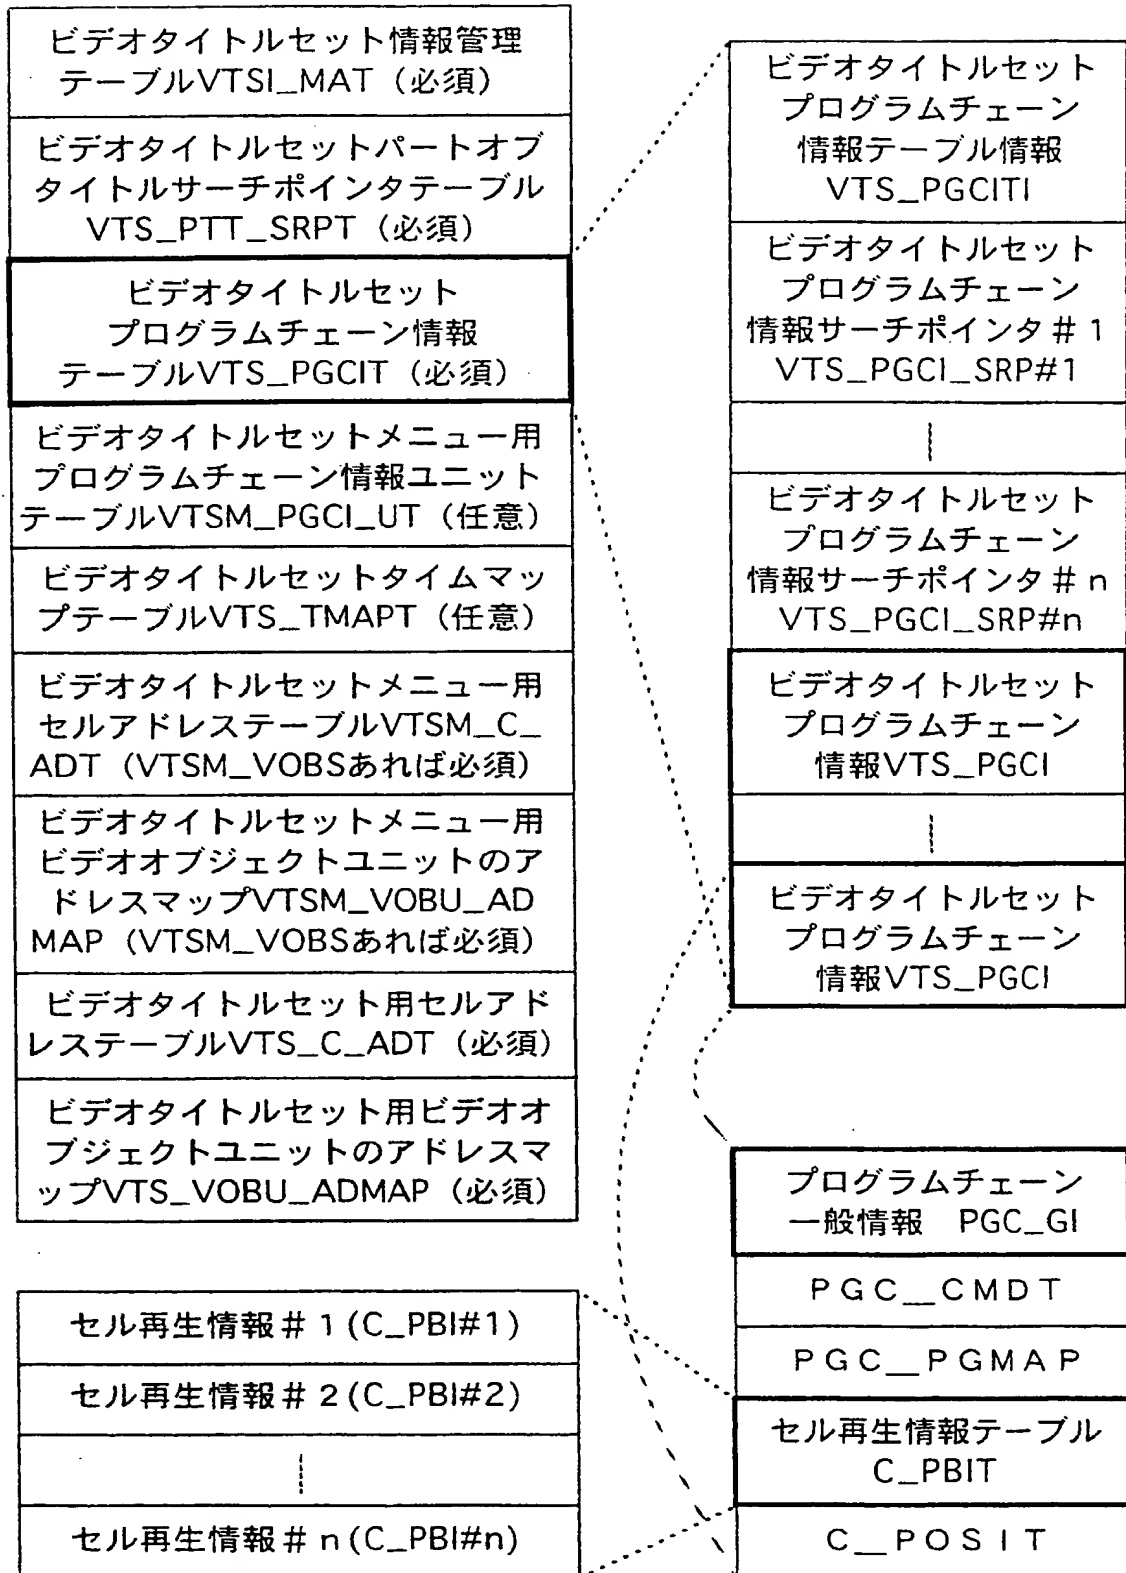 ビデオタイトルセット情報管理
テーブルVTSI_MAT（必須）
ビデオタイトルセットパートオブ
タイトルサーチポインタテーブル
VTS_PTT_SRPT（必須）
ビデオタイトルセット
プログラムチェーン情報
テーブルVTS_PGCIT（必須）
ビデオタイトルセットメニュー用
プログラムチェーン情報ユニット
テーブルVTSM_PGCI_UT（任意）
ビデオタイトルセットタイムマッ
プテーブルVTS_TMAPT（任意）
ビデオタイトルセットメニュー用
セルアドレステーブルVTSM_C_
ADT（VTSM_VOBSあれば必須）
ビデオタイトルセットメニュー用
ビデオオブジェクトユニットのア
ドレスマップVTSM_VOBU_AD
MAP（VTSM_VOBSあれば必須）
ビデオタイトルセット用セルアド
レステーブルVTS_C_ADT（必須）
ビデオタイトルセット用ビデオオ
ブジェクトユニットのアドレスマ
ップVTS_VOBU_ADMAP（必須）
ビデオタイトルセット
プログラムチェーン
情報テーブル情報
VTS_PGCITI
ビデオタイトルセット
プログラムチェーン
情報サーチポインタ＃1
VTS_PGCI_SRP#1
ビデオタイトルセット
プログラムチェーン
情報サーチポインタ＃n
VTS_PGCI_SRP#n
ビデオタイトルセット
プログラムチェーン
情報VTS_PGCI
ビデオタイトルセット
プログラムチェーン
情報VTS_PGCI
プログラムチェーン
一般情報　PGC_GI
ＰＧＣ＿ＣＭＤＴ
ＰＧＣ＿ＰＧＭＡＰ
セル再生情報テーブル
C_PBIT
Ｃ＿ＰＯＳＩＴ
セル再生情報＃1(C_PBI#1)
セル再生情報＃2(C_PBI#2)
セル再生情報＃n(C_PBI#n)